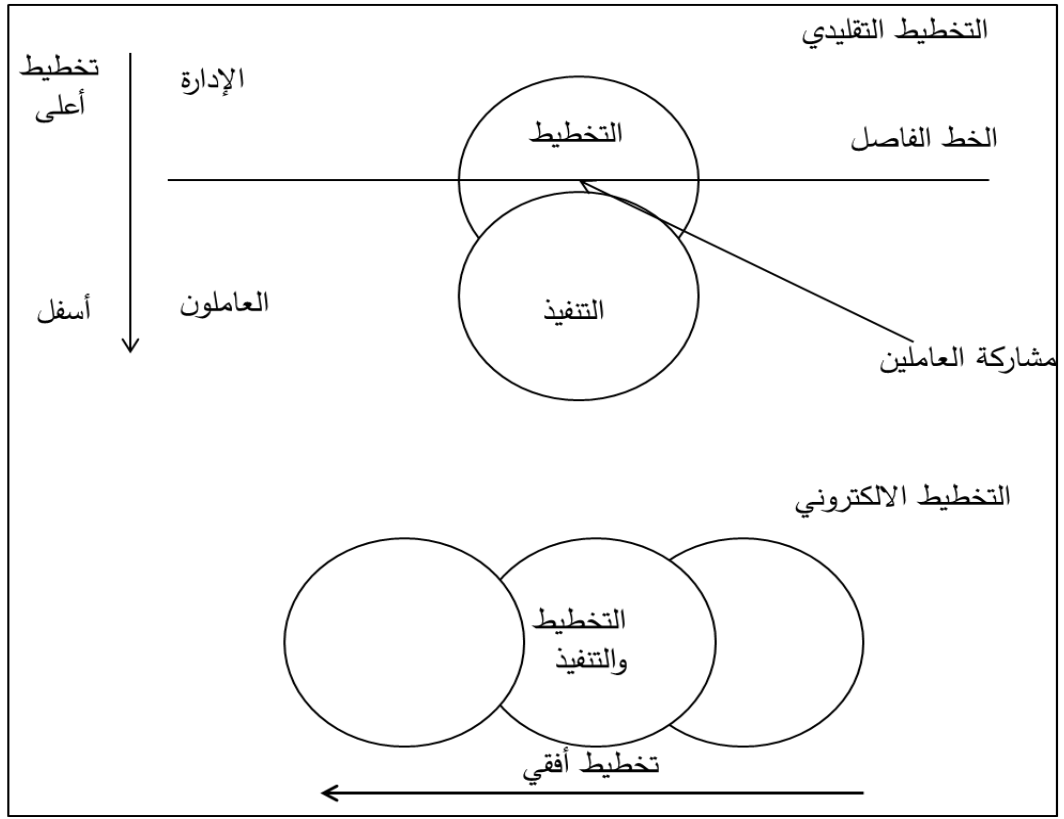 التخطيط التقليدي
الإدارة
تخطيط
أعلى
التخطيط
الخط الفاصل
العاملون
أسفل
التنفيذ
مشاركة العاملين
التخطيط الالكتروني
التخطيط
والتنفيذ
تخطيط أفقي